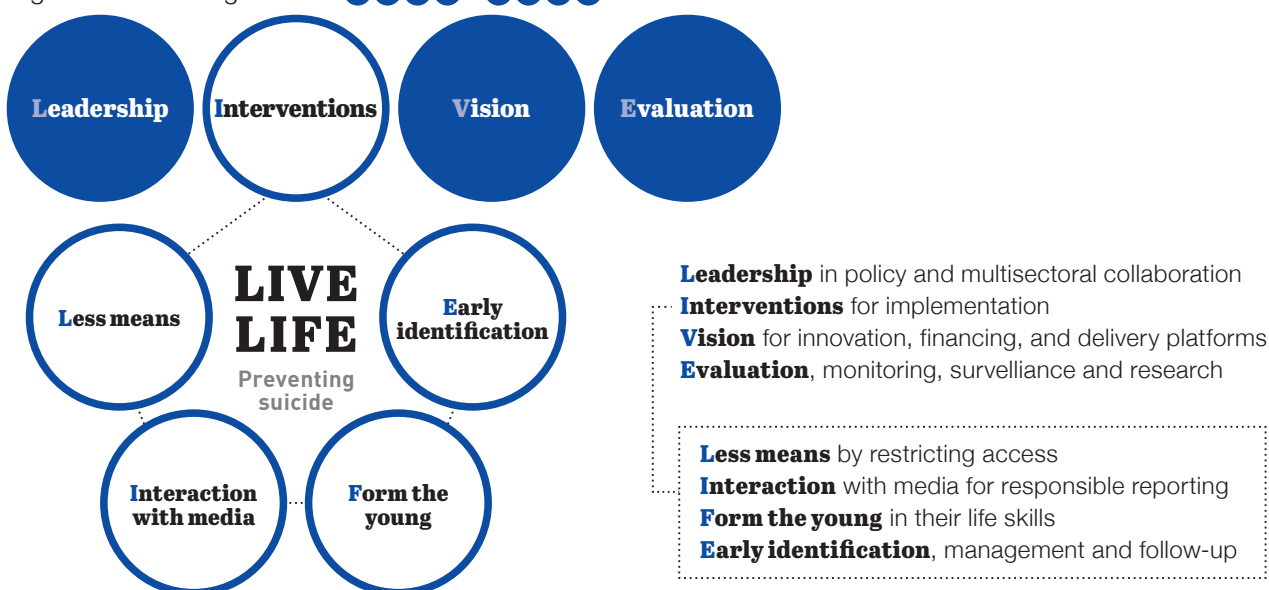 Leadership
Interventions
Vision
Evaluation
Less means
LIVE
LIFE
Preventing
suicide
Early
identification
Interaction
with media
Form the
young
Leadership in policy and multisectoral collaboration
Interventions for implementation
Vision for innovation, financing, and delivery platforms
Evaluation, monitoring, survelliance and research
Less means by restricting access
Interaction with media for responsible reporting
Form the young in their life skills
Early identification, management and follow-up